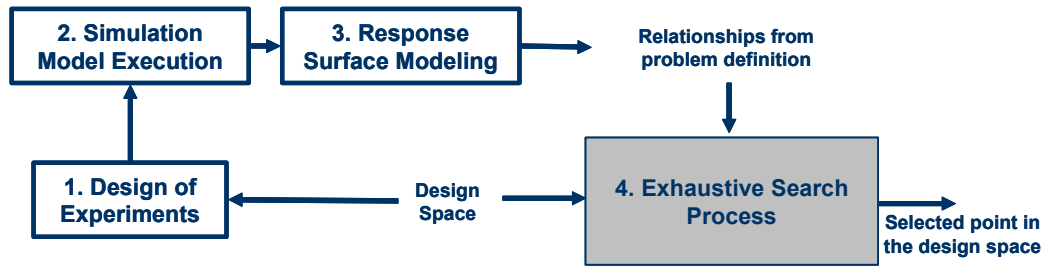 2. Simulation
Model Execution
3. Response
Surface Modeling
Relationships from
problem definition
1. Design of
Experiments
Design
Space
4. Exhaustive Search
Process
Selected point in
the design space